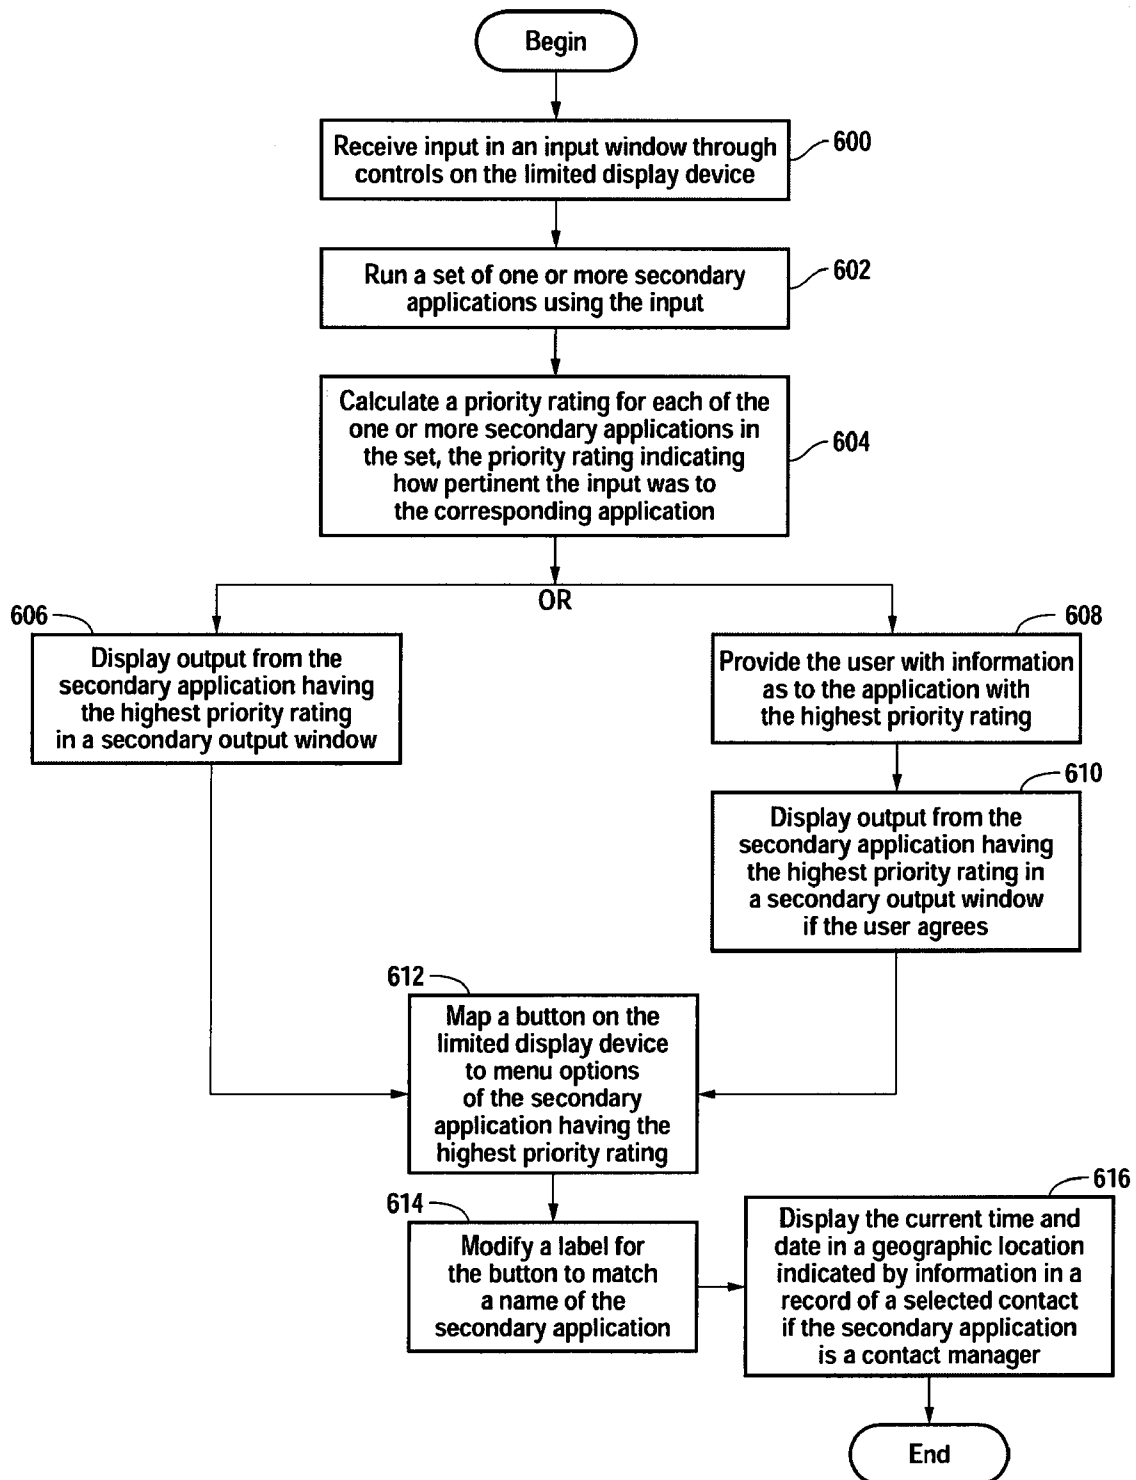 Begin
Receive input in an input window through
controls on the limited display device
600
Run a set of one or more secondary
applications using the input
602
Calculate a priority rating for each of the
one or more secondary applications in
the set, the priority rating indicating
how pertinent the input was to
the corresponding application
604
OR
606
Display output from the
secondary application having
the highest priority rating
in a secondary output window
608
Provide the user with information
as to the application with
the highest priority rating
610
Display output from the
secondary application having
the highest priority rating in
a secondary output window
if the user agrees
612
Map a button on the
limited display device
to menu options
of the secondary
application having the
highest priority rating
614
Modify a label for
the button to match
a name of the
secondary application
616
Display the current time and
date in a geographic location
indicated by information in a
record of a selected contact
if the secondary application
is a contact manager
End